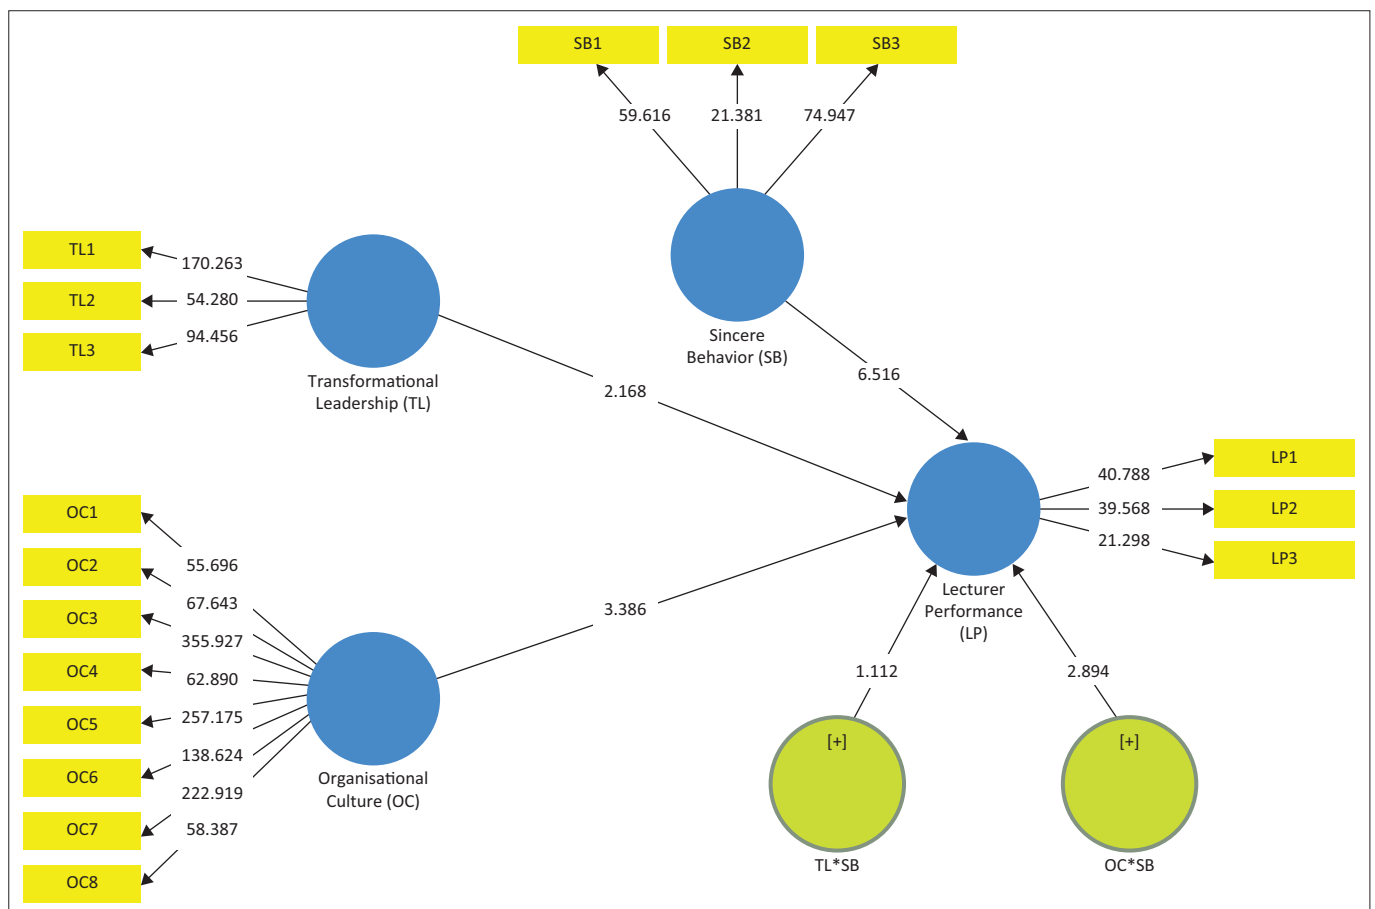 SB1
SB2
SB3
59.616
21.381
74.947
Sincere
Behavior (SB)
TL1
TL2
TL3
170.263
54.280
94.456
Transformational
Leadership (TL)
2.168
6.516
OC1
OC2
OC3
OC4
OC5
OC6
OC7
OC8
55.696
67.643
355.927
62.890
257.175
138.624
222.919
58.387
Organisational
Culture (OC)
3.386
Lecturer
Performance
(LP)
40.788
39.568
21.298
LP1
LP2
LP3
1.112
2.894
[+]
TL*SB
[+]
OC*SB